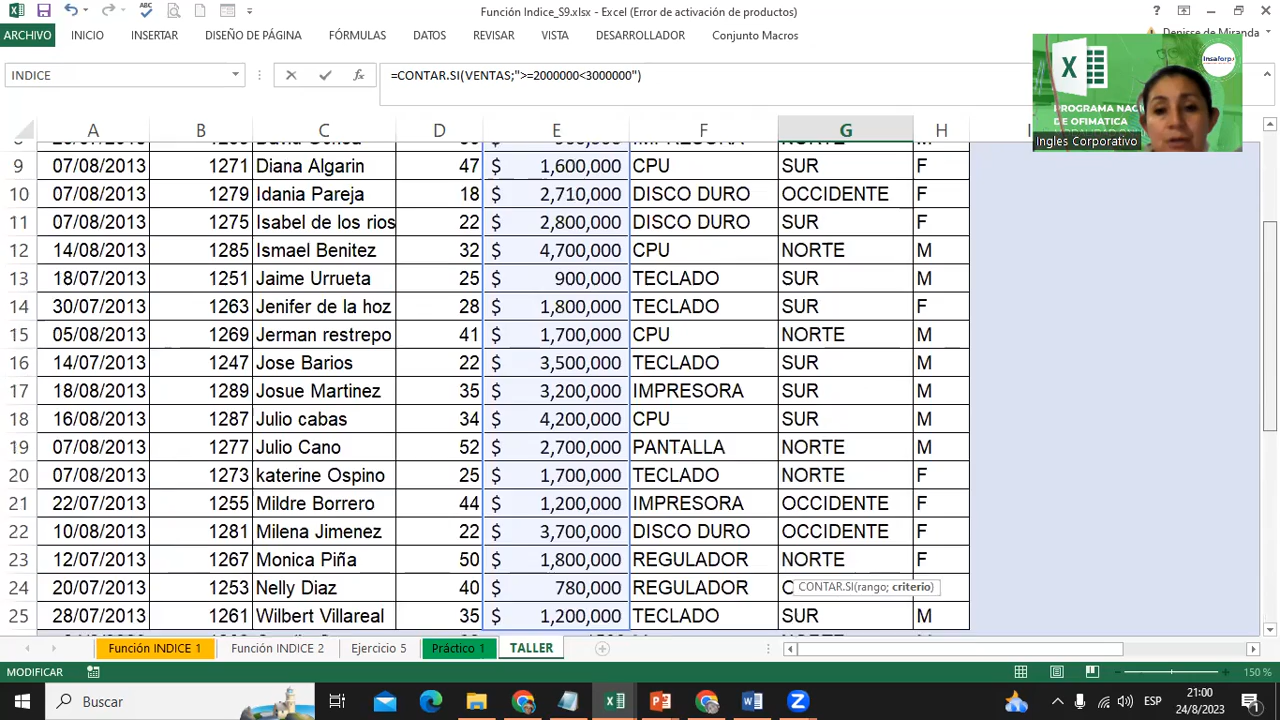 Función Indice_S9.xlsx - Excel (Error de activación de productos)
ARCHIVO INICIO INSERTAR DISEÑO DE PÁGINA FÓRMULAS DATOS REVISAR VISTA DESARROLLADOR Conjunto Macros Denisse de Miranda
INDICE =CONTAR.SI(VENTAS;">=2000000<3000000")
Insaforp
PROGRAMA NAC
DE OFIMÁTICA
Ingles Corporativo
A B C D E F G H
9 07/08/2013 1271 Diana Algarin 47 $ 1,600,000 CPU SUR F
10 07/08/2013 1279 Idania Pareja 18 $ 2,710,000 DISCO DURO OCCIDENTE F
11 07/08/2013 1275 Isabel de los rios 22 $ 2,800,000 DISCO DURO SUR F
12 14/08/2013 1285 Ismael Benitez 32 $ 4,700,000 CPU NORTE M
13 18/07/2013 1251 Jaime Urrueta 25 $ 900,000 TECLADO SUR M
14 30/07/2013 1263 Jenifer de la hoz 28 $ 1,800,000 TECLADO SUR F
15 05/08/2013 1269 Jerman restrepo 41 $ 1,700,000 CPU NORTE M
16 14/07/2013 1247 Jose Barios 22 $ 3,500,000 TECLADO SUR M
17 18/08/2013 1289 Josue Martinez 35 $ 3,200,000 IMPRESORA SUR M
18 16/08/2013 1287 Julio cabas 34 $ 4,200,000 CPU SUR M
19 07/08/2013 1277 Julio Cano 52 $ 2,700,000 PANTALLA NORTE M
20 07/08/2013 1273 katerine Ospino 25 $ 1,700,000 TECLADO NORTE F
21 22/07/2013 1255 Mildre Borrero 44 $ 1,200,000 IMPRESORA OCCIDENTE F
22 10/08/2013 1281 Milena Jimenez 22 $ 3,700,000 DISCO DURO OCCIDENTE F
23 12/07/2013 1267 Monica Piña 50 $ 1,800,000 REGULADOR NORTE F
24 20/07/2013 1253 Nelly Diaz 40 $ 780,000 REGULADOR CONTAR.SI(rango; criterio)
25 28/07/2013 1261 Wilbert Villareal 35 $ 1,200,000 TECLADO SUR M
Función INDICE 1 Función INDICE 2 Ejercicio 5 Práctico 1 TALLER
MODIFICAR 150 %
Buscar ESP 21:00
24/8/2023